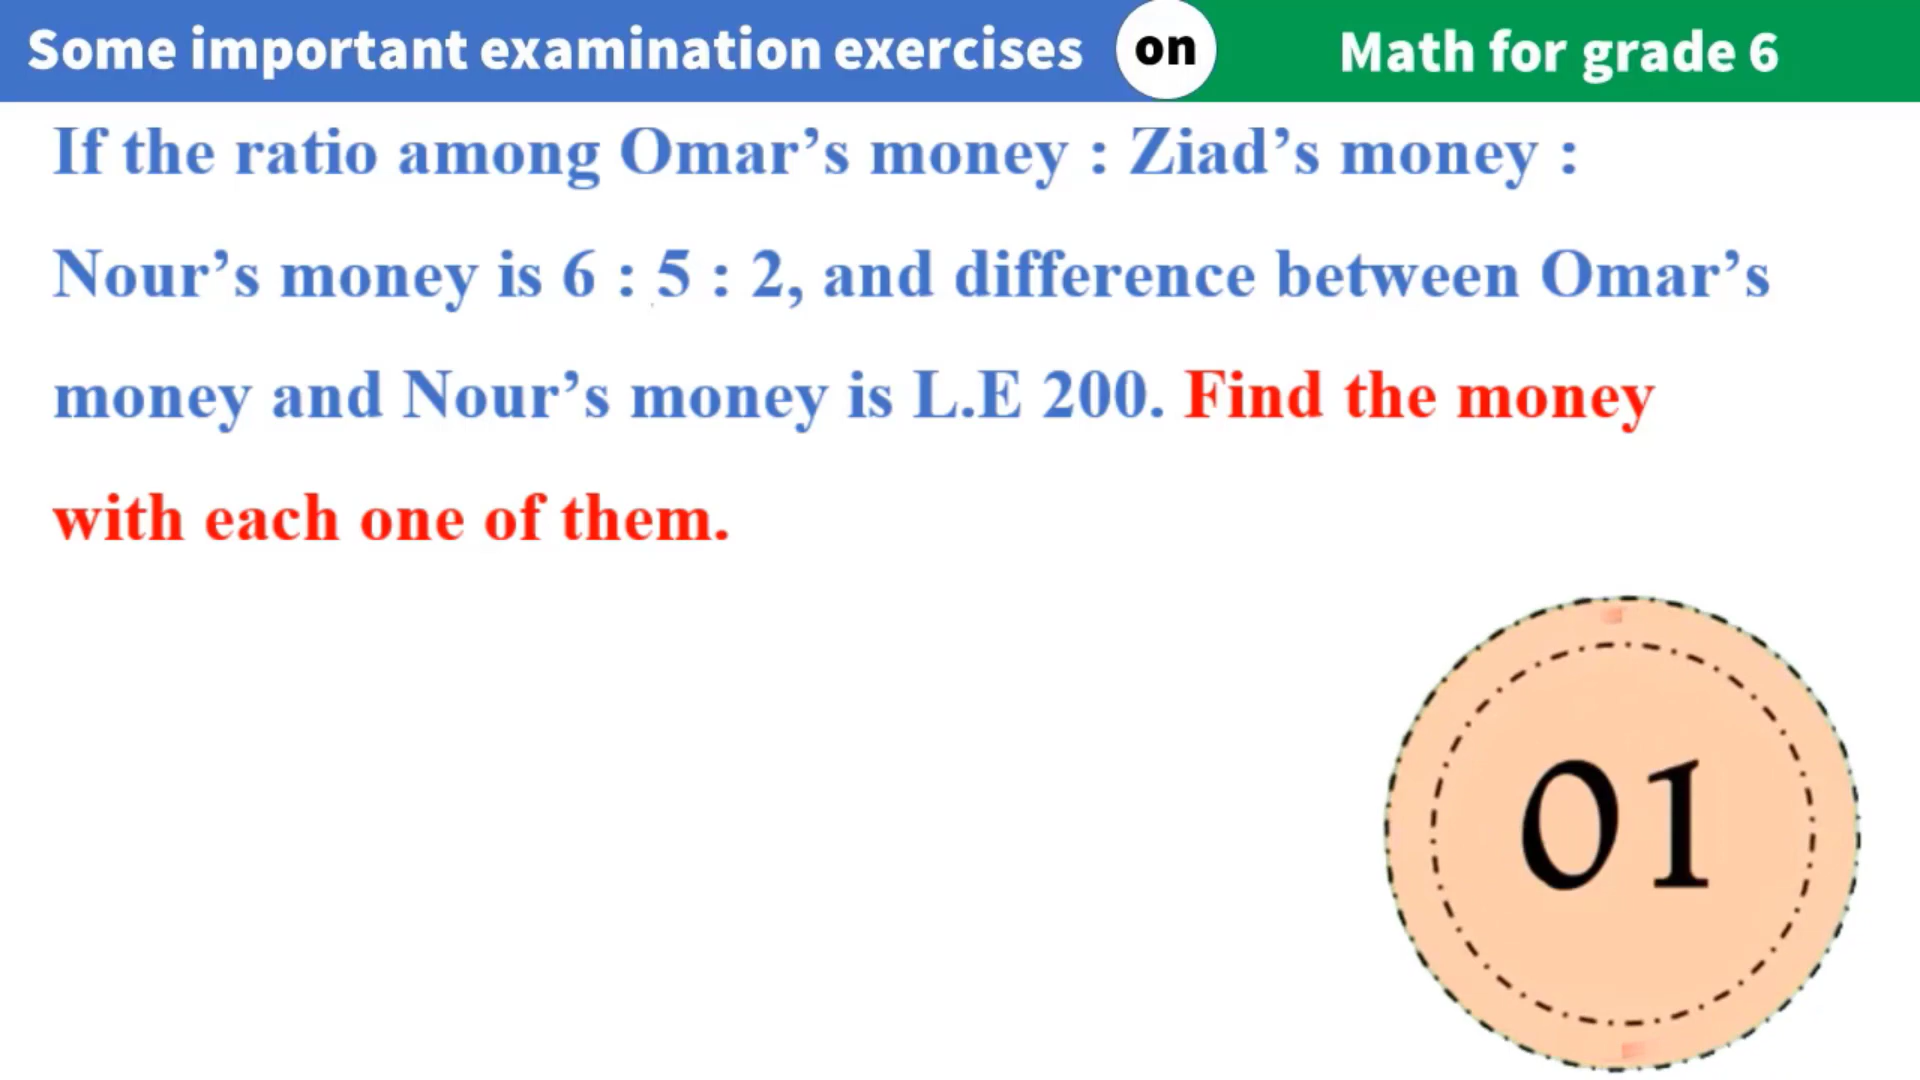 Some important examination exercises on Math for grade 6
If the ratio among Omar’s money : Ziad’s money :
Nour’s money is 6 : 5 : 2, and difference between Omar’s
money and Nour’s money is L.E 200. Find the money
with each one of them.
01